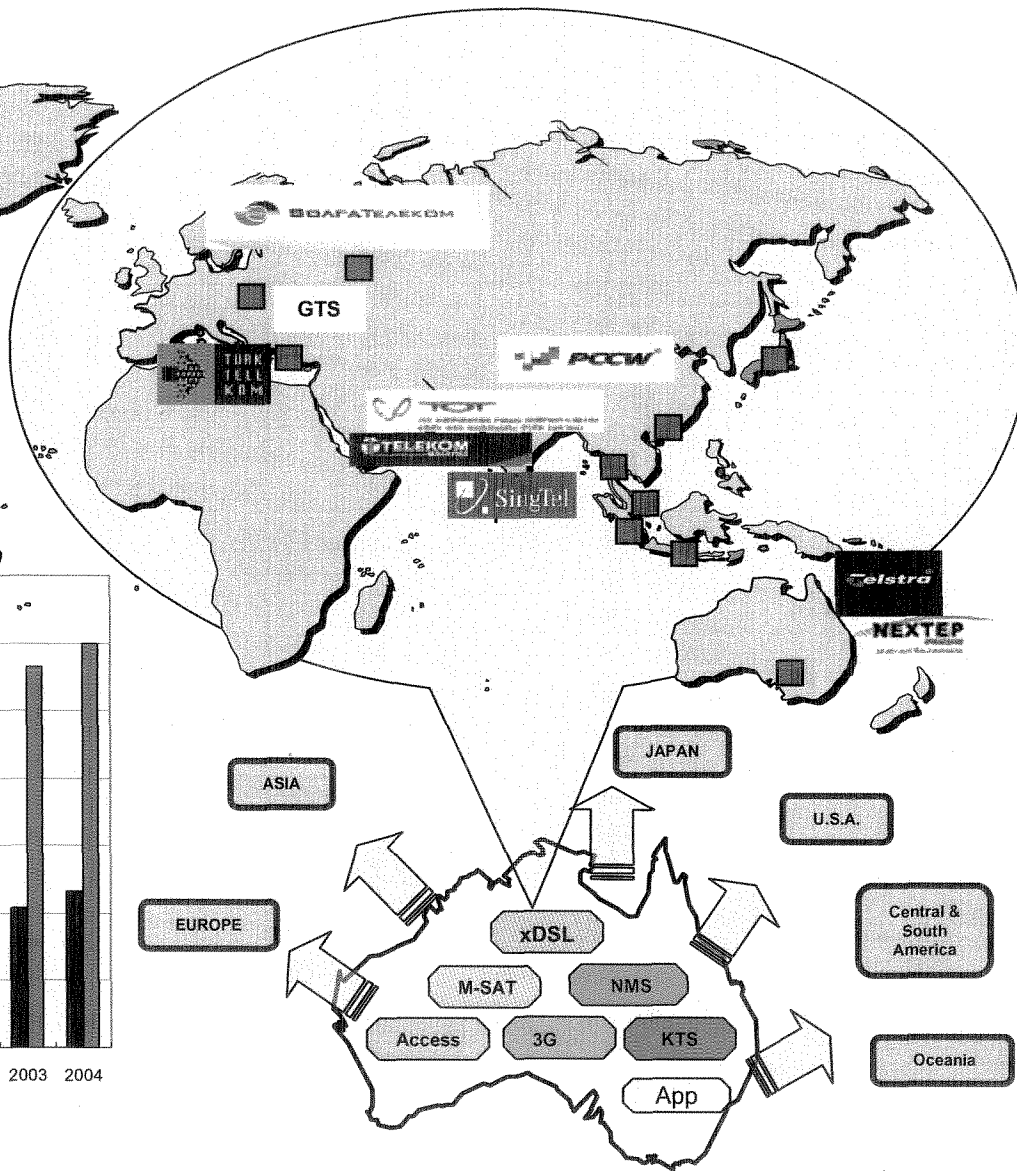 ВОЛГАТЕЛЕКОМ
GTS
TÜRK
TELE
KOM
PCCW
TOT
TELEKOM
SingTel
Telstra
NEXTEP
JAPAN
ASIA
U.S.A.
EUROPE
Central &
South
America
xDSL
M-SAT
NMS
Access
3G
KTS
Oceania
App
2003
2004